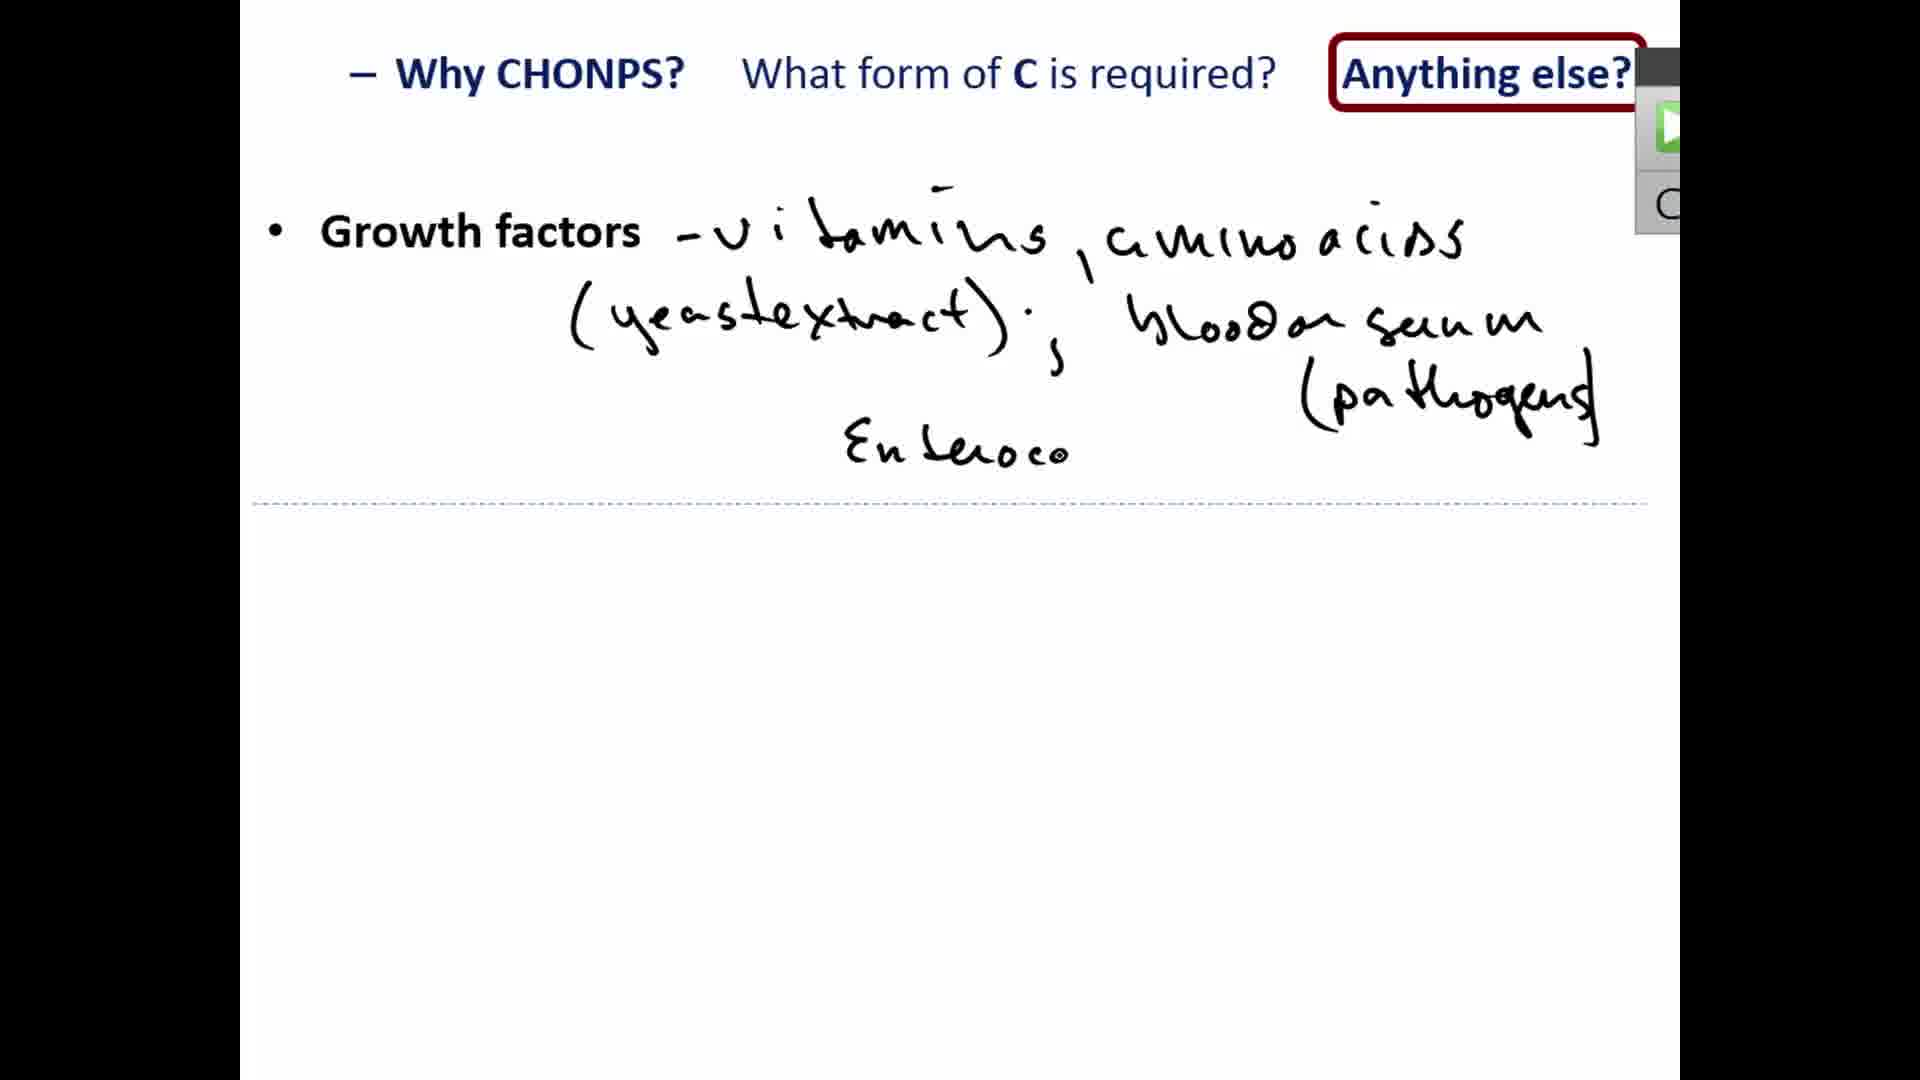 – Why CHONPS? What form of C is required? Anything else?
• Growth factors - vitamins, amino acids
(yeast extract); blood or serum
(pathogens)
Enteroco